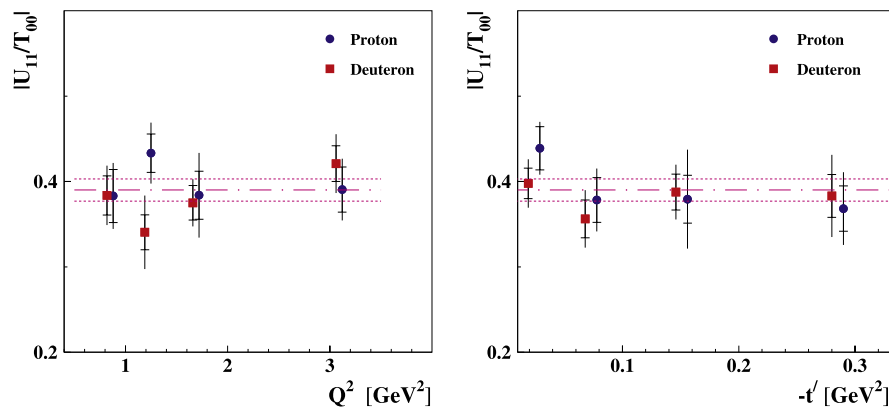 |U11/T00|
Proton
Deuteron
0.4
0.2
1
2
3
Q² [GeV²]
|U11/T00|
Proton
Deuteron
0.4
0.2
0.1
0.2
0.3
-t′ [GeV²]